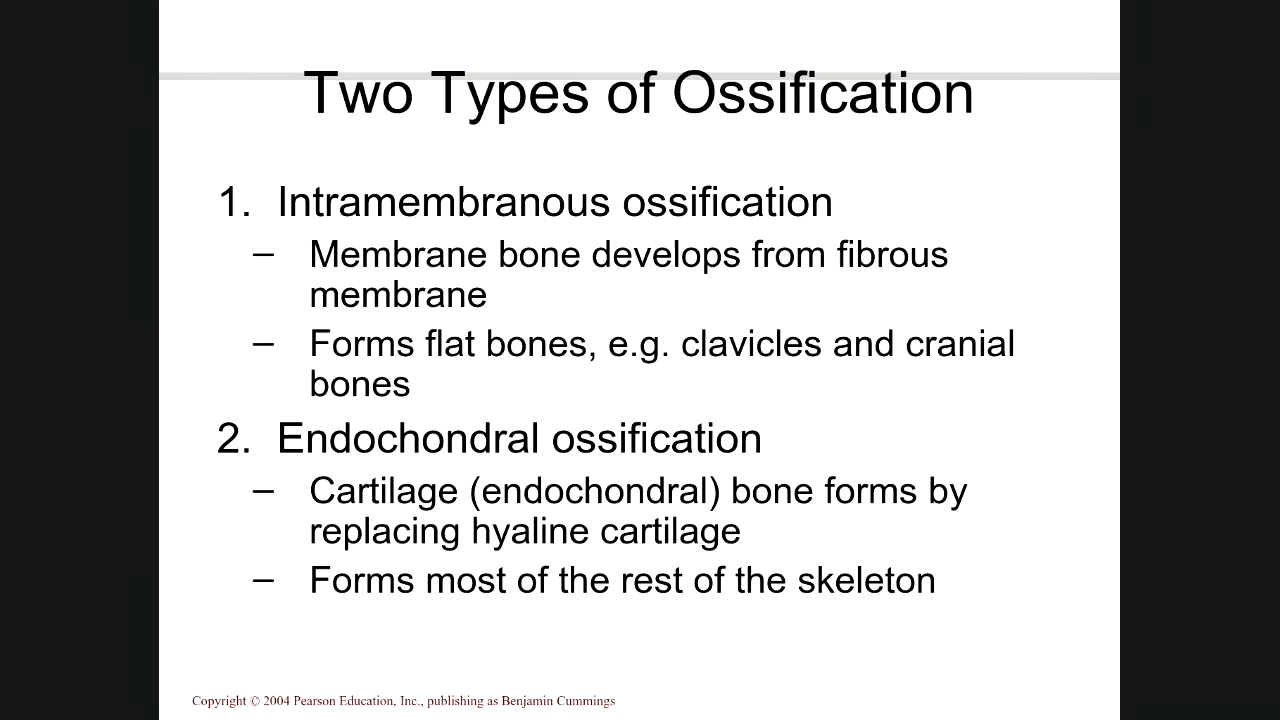 Two Types of Ossification
1. Intramembranous ossification
– Membrane bone develops from fibrous
membrane
– Forms flat bones, e.g. clavicles and cranial
bones
2. Endochondral ossification
– Cartilage (endochondral) bone forms by
replacing hyaline cartilage
– Forms most of the rest of the skeleton
Copyright © 2004 Pearson Education, Inc., publishing as Benjamin Cummings